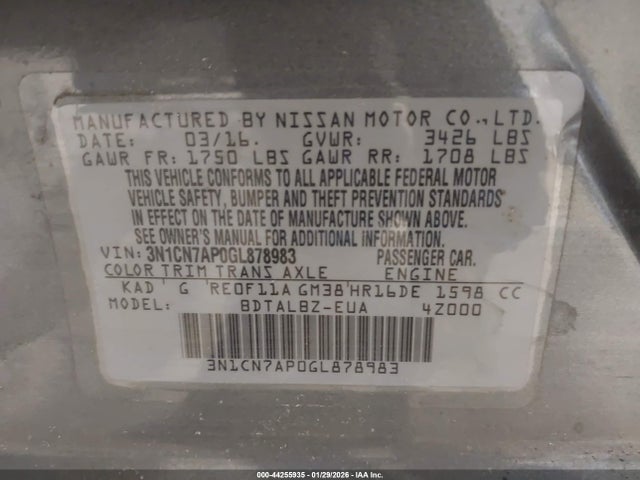 MANUFACTURED BY NISSAN MOTOR CO., LTD.
DATE: 03/16. GVWR: 3426 LBS
GAWR FR: 1750 LBS GAWR RR: 1708 LBS
THIS VEHICLE CONFORMS TO ALL APPLICABLE FEDERAL MOTOR
VEHICLE SAFETY, BUMPER AND THEFT PREVENTION STANDARDS
IN EFFECT ON THE DATE OF MANUFACTURE SHOWN ABOVE.
SEE OWNER'S MANUAL FOR ADDITIONAL INFORMATION.
VIN: 3N1CN7AP0GL878983 PASSENGER CAR.
COLOR TRIM TRANS AXLE ENGINE
KAD G RE0F11A GM38 HR16DE 1598 CC
MODEL: BDTALBZ-EUA 4Z000
3N1CN7AP0GL878983
000-44255935 - 01/29/2026 - IAA Inc.